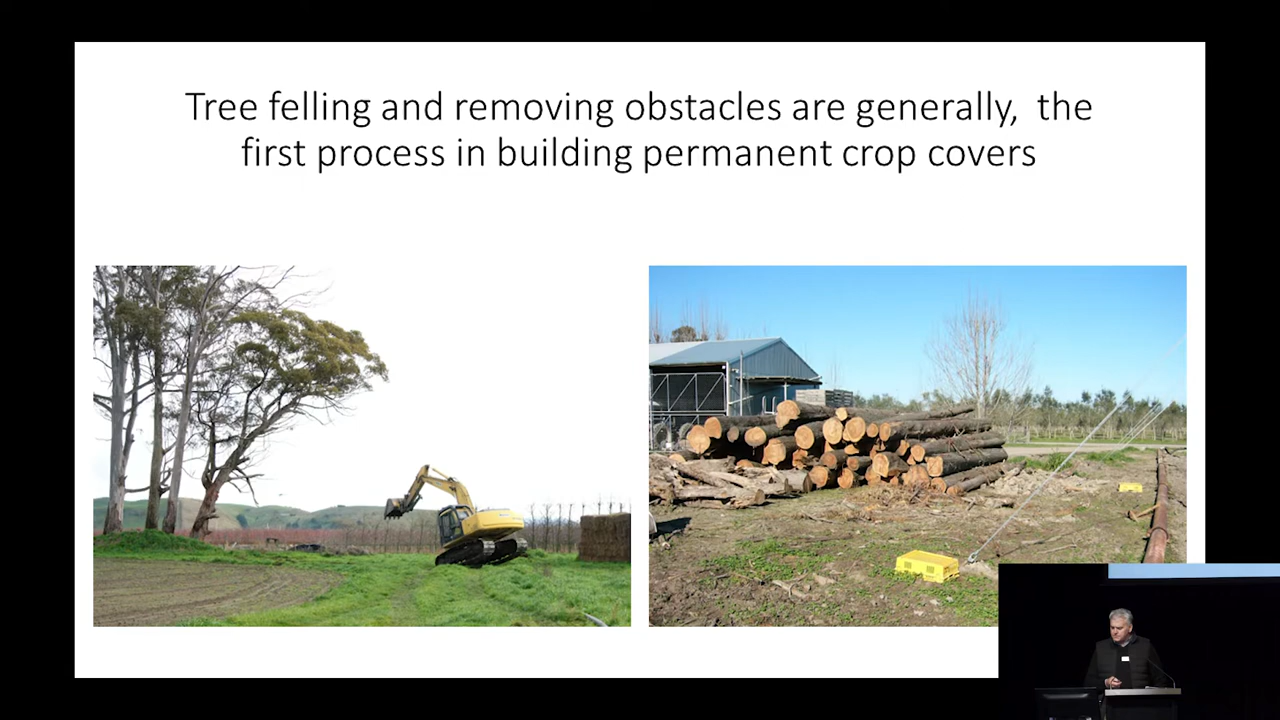 Tree felling and removing obstacles are generally,  the
first process in building permanent crop covers